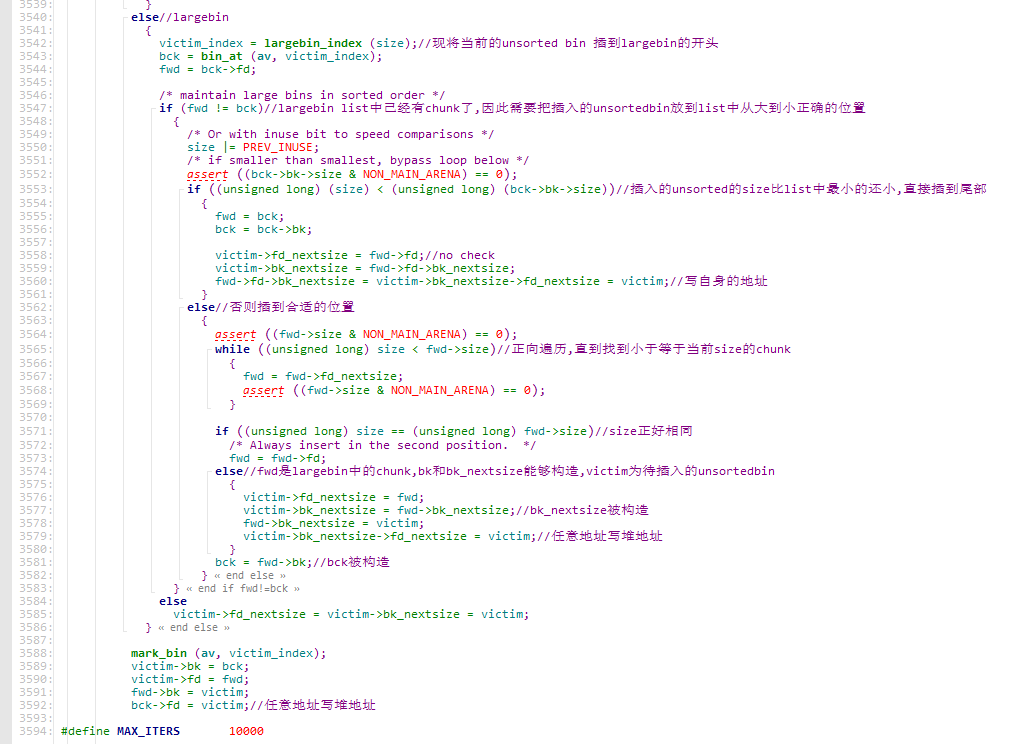 3539: }
3540: else//largebin
3541: {
3542: victim_index = largebin_index (size);//现将当前的unsorted bin 插到largebin的开头
3543: bck = bin_at (av, victim_index);
3544: fwd = bck->fd;
3545:
3546: /* maintain large bins in sorted order */
3547: if (fwd != bck)//largebin list中已经有chunk了,因此需要把插入的unsortedbin放到list中从大到小正确的位置
3548: {
3549: /* Or with inuse bit to speed comparisons */
3550: size |= PREV_INUSE;
3551: /* if smaller than smallest, bypass loop below */
3552: assert ((bck->bk->size & NON_MAIN_ARENA) == 0);
3553: if ((unsigned long) (size) < (unsigned long) (bck->bk->size))//插入的unsorted的size比list中最小的还小,直接插到尾部
3554: {
3555: fwd = bck;
3556: bck = bck->bk;
3557:
3558: victim->fd_nextsize = fwd->fd;//no check
3559: victim->bk_nextsize = fwd->fd->bk_nextsize;
3560: fwd->fd->bk_nextsize = victim->bk_nextsize->fd_nextsize = victim;//写自身的地址
3561: }
3562: else//否则插到合适的位置
3563: {
3564: assert ((fwd->size & NON_MAIN_ARENA) == 0);
3565: while ((unsigned long) size < fwd->size)//正向遍历,直到找到小于等于当前size的chunk
3566: {
3567: fwd = fwd->fd_nextsize;
3568: assert ((fwd->size & NON_MAIN_ARENA) == 0);
3569: }
3570:
3571: if ((unsigned long) size == (unsigned long) fwd->size)//size正好相同
3572: /* Always insert in the second position.  */
3573: fwd = fwd->fd;
3574: else//fwd是largebin中的chunk,bk和bk_nextsize能够构造,victim为待插入的unsortedbin
3575: {
3576: victim->fd_nextsize = fwd;
3577: victim->bk_nextsize = fwd->bk_nextsize;//bk_nextsize被构造
3578: fwd->bk_nextsize = victim;
3579: victim->bk_nextsize->fd_nextsize = victim;//任意地址写堆地址
3580: }
3581: bck = fwd->bk;//bck被构造
3582: } « end else »
3583: } « end if fwd!=bck »
3584: else
3585: victim->fd_nextsize = victim->bk_nextsize = victim;
3586: } « end else »
3587:
3588: mark_bin (av, victim_index);
3589: victim->bk = bck;
3590: victim->fd = fwd;
3591: fwd->bk = victim;
3592: bck->fd = victim;//任意地址写堆地址
3593:
3594: #define MAX_ITERS 10000